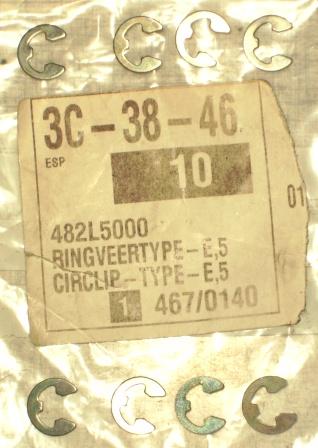 3C-38-46
ESP
10
01
482L5000
RINGVEERTYPE-E,5
CIRCLIP-TYPE-E,5
1 467/0140